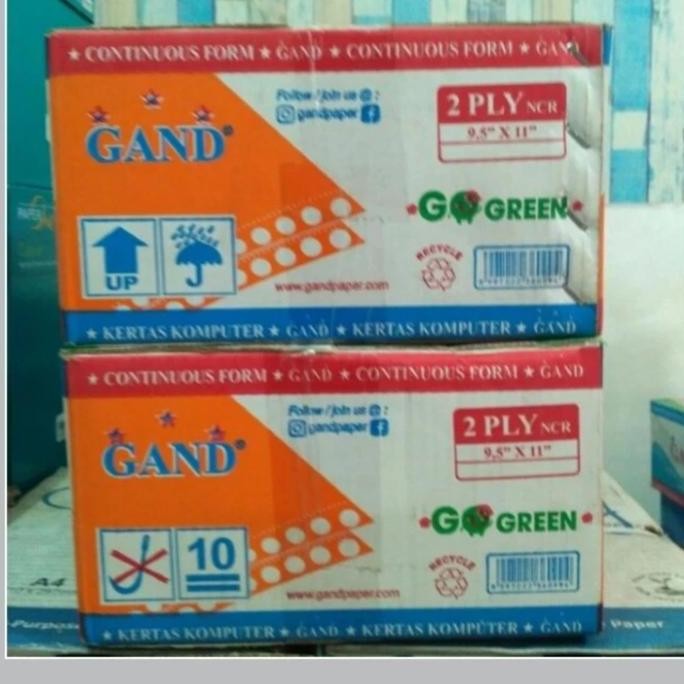 ★ CONTINUOUS FORM ★ GAND ★ CONTINUOUS FORM ★ GAND
Follow / join us @ :
gandpaper
GAND®
2 PLY NCR
9.5" X 11"
GO GREEN
UP
RECYCLE
www.gandpaper.com
★ KERTAS KOMPUTER ★ GAND ★ KERTAS KOMPUTER ★ GAND
★ CONTINUOUS FORM ★ GAND ★ CONTINUOUS FORM ★ GAND
Follow / join us @ :
gandpaper
GAND®
2 PLY NCR
9.5" X 11"
GO GREEN
10
RECYCLE
www.gandpaper.com
A4
★ KERTAS KOMPUTER ★ GAND ★ KERTAS KOMPUTER ★ GAND
-Purpose
Paper